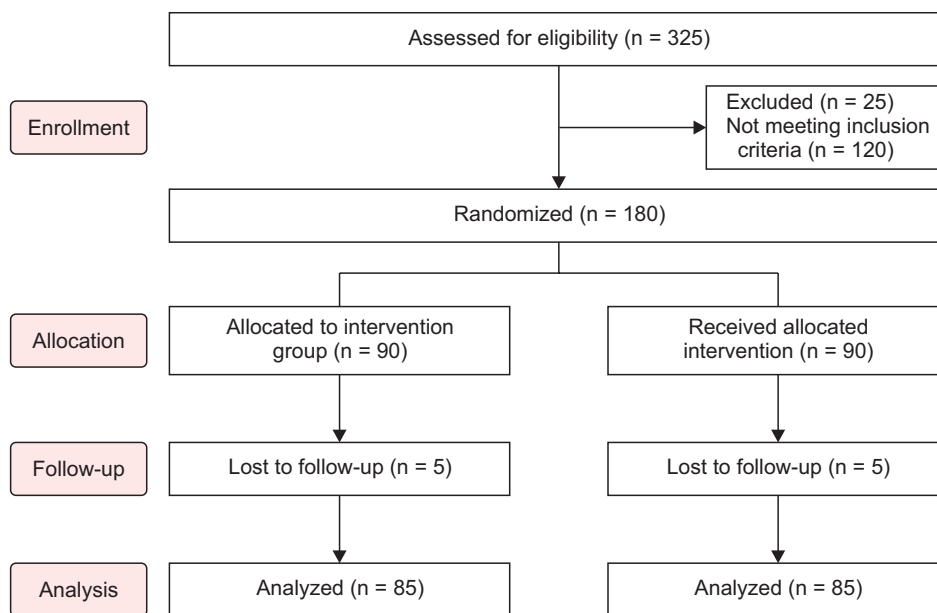 Assessed for eligibility (n = 325)
Enrollment
Excluded (n = 25)
Not meeting inclusion
criteria (n = 120)
Randomized (n = 180)
Allocation
Allocated to intervention
group (n = 90)
Received allocated
intervention (n = 90)
Follow-up
Lost to follow-up (n = 5)
Lost to follow-up (n = 5)
Analysis
Analyzed (n = 85)
Analyzed (n = 85)